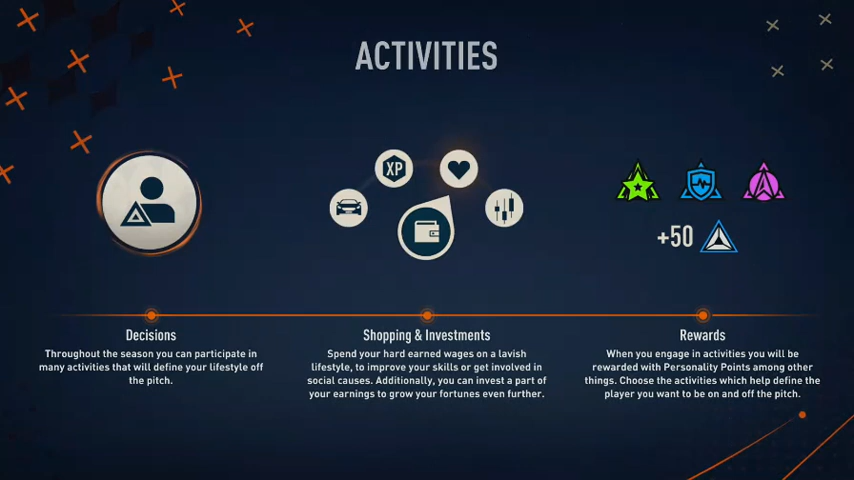 ACTIVITIES
XP
+50
Decisions
Throughout the season you can participate in
many activities that will define your lifestyle off
the pitch.
Shopping & Investments
Spend your hard earned wages on a lavish
lifestyle, to improve your skills or get involved in
social causes. Additionally, you can invest a part of
your earnings to grow your fortunes even further.
Rewards
When you engage in activities you will be
rewarded with Personality Points among other
things. Choose the activities which help define the
player you want to be on and off the pitch.